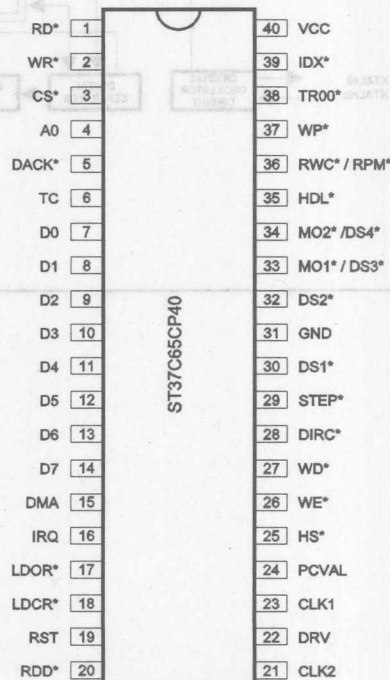 RD* 1 40 VCC
WR* 2 39 IDX*
CS* 3 38 TR00*
A0 4 37 WP*
DACK* 5 36 RWC* / RPM*
TC 6 35 HDL*
D0 7 34 MO2* /DS4*
D1 8 33 MO1* / DS3*
D2 9 32 DS2*
D3 10 31 GND
D4 11 30 DS1*
D5 12 29 STEP*
D6 13 28 DIRC*
D7 14 27 WD*
DMA 15 26 WE*
IRQ 16 25 HS*
LDOR* 17 24 PCVAL
LDCR* 18 23 CLK1
RST 19 22 DRV
RDD* 20 21 CLK2
ST37C65CP40